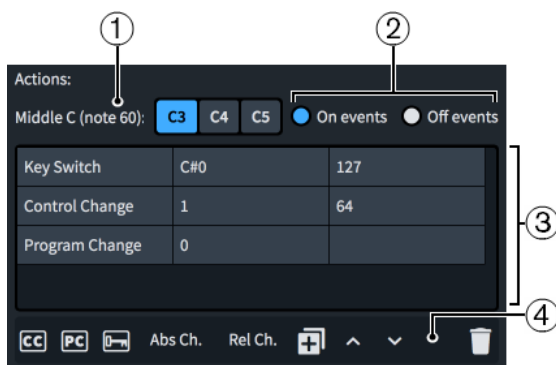 1 2
Actions:
Middle C (note 60): C3 C4 C5 On events Off events
Key Switch C#0 127
Control Change 1 64
3
Program Change 0
4
CC PC Abs Ch. Rel Ch.